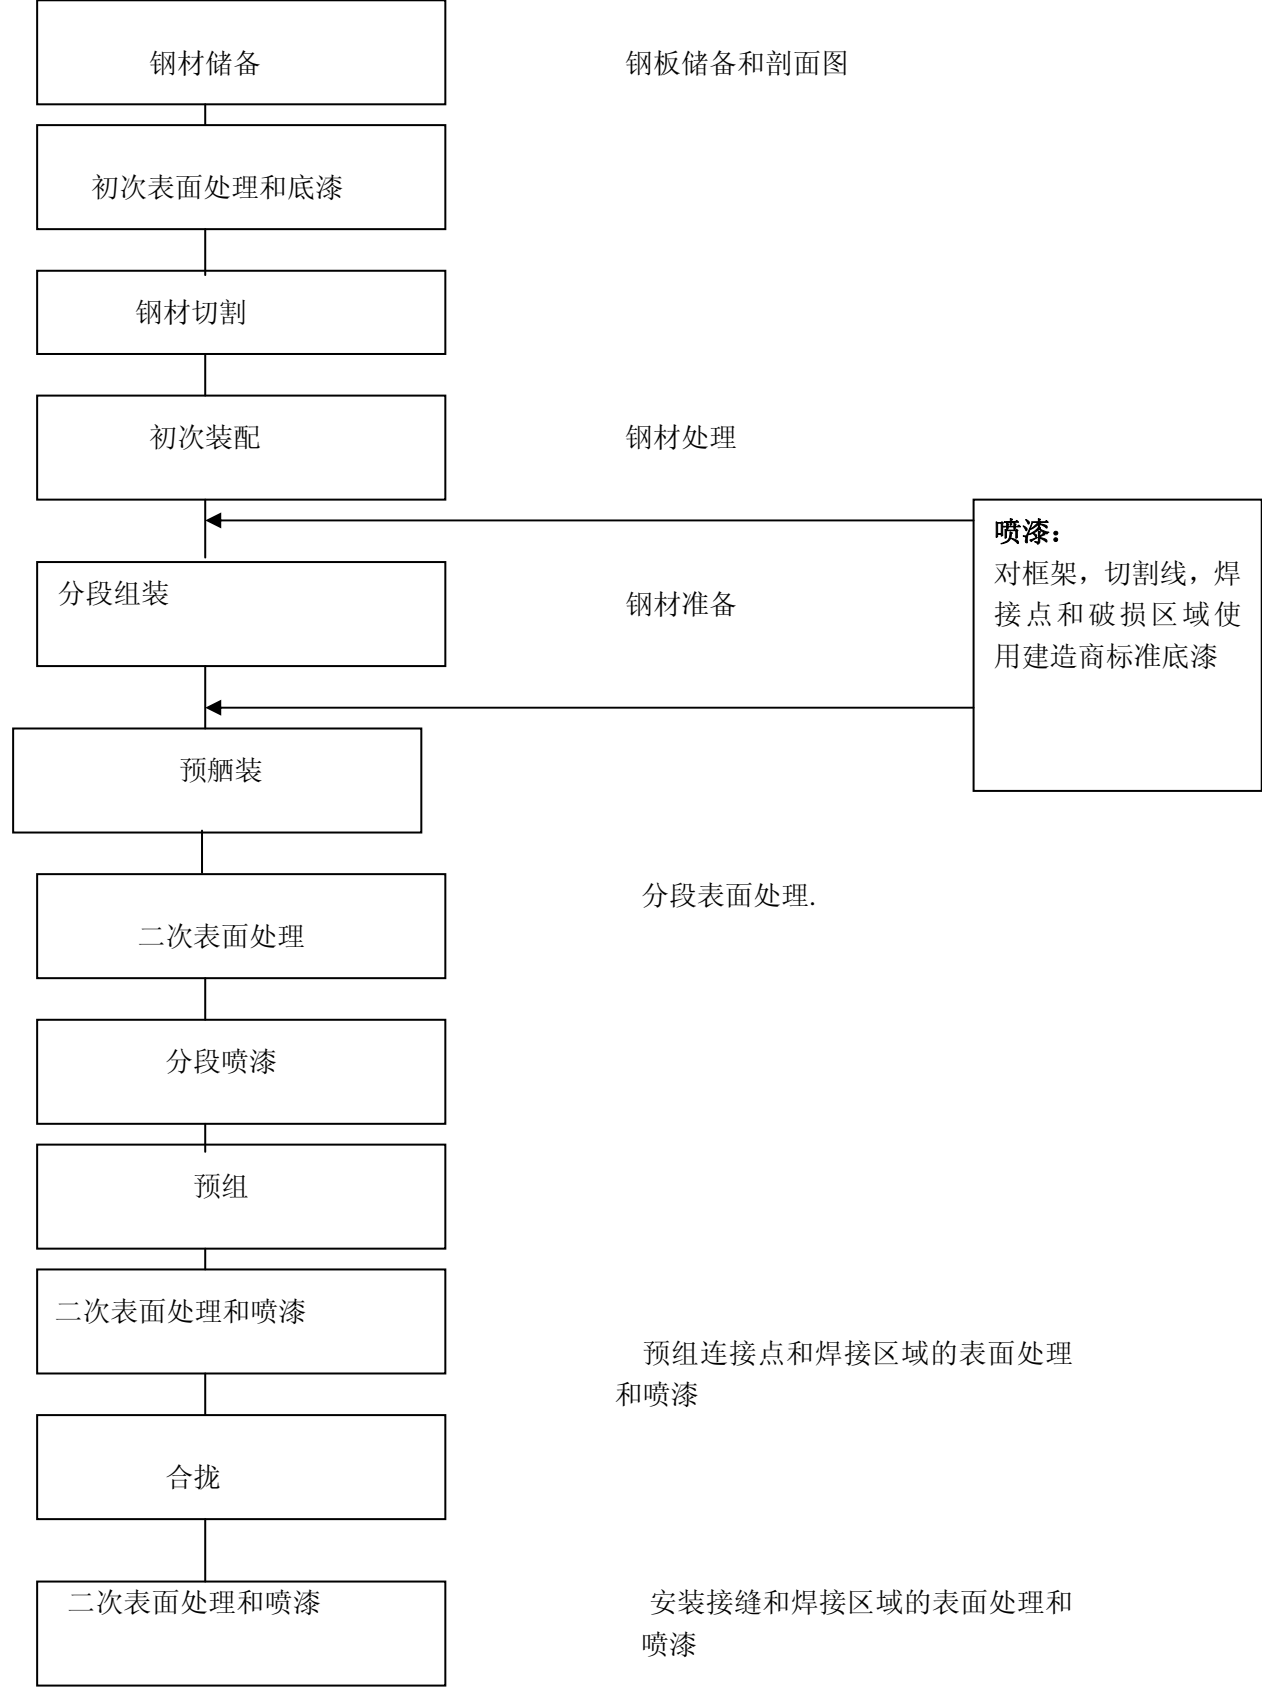 钢材储备
钢板储备和剖面图
初次表面处理和底漆
钢材切割
初次装配
钢材处理
喷漆：
对框架，切割线，焊
接点和破损区域使
用建造商标准底漆
分段组装
钢材准备
预舾装
分段表面处理.
二次表面处理
分段喷漆
预组
二次表面处理和喷漆
预组连接点和焊接区域的表面处理
和喷漆
合拢
二次表面处理和喷漆
安装接缝和焊接区域的表面处理和
喷漆